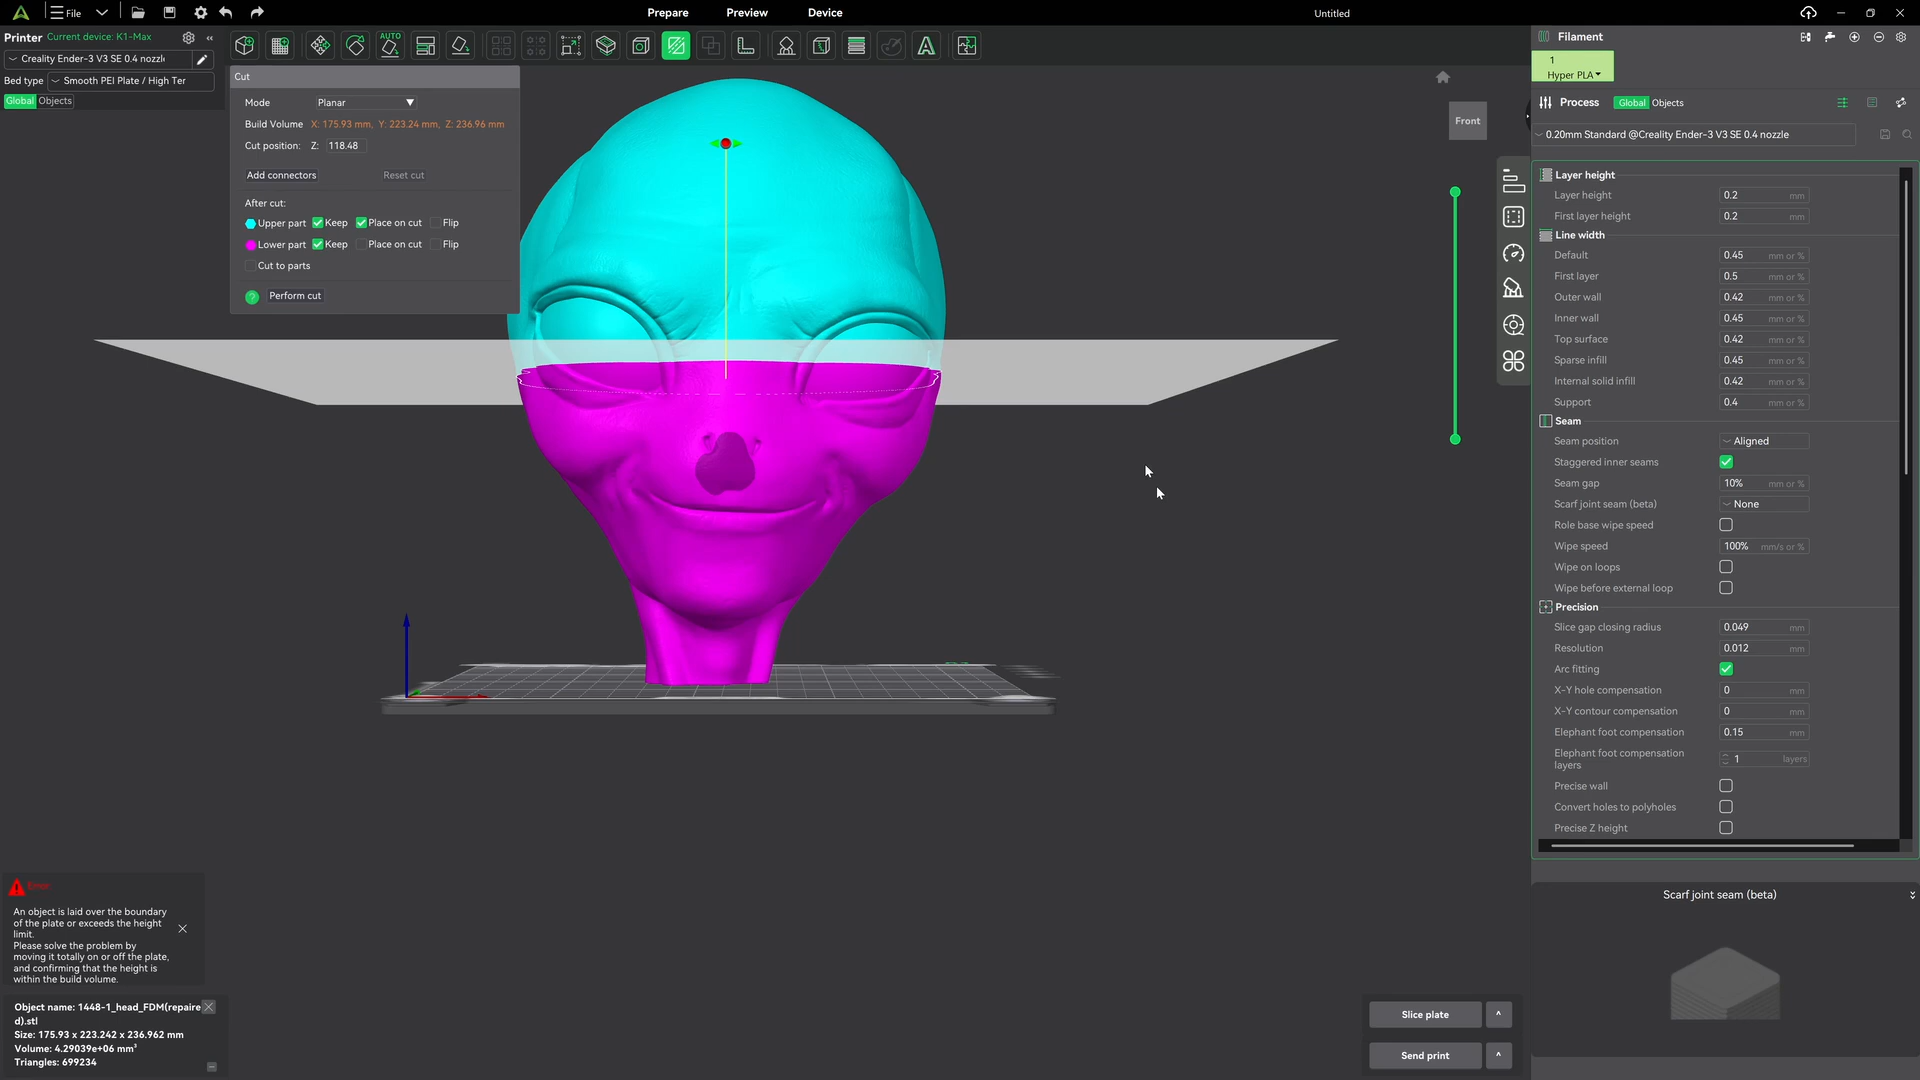 File
Prepare
Preview
Device
Untitled
Printer
Current device: K1-Max
Creality Ender-3 V3 SE 0.4 nozzle
Bed type
Smooth PEI Plate / High Ter
Global
Objects
AUTO
Cut
Mode
Planar
Build Volume
X: 175.93 mm, Y: 223.24 mm, Z: 236.96 mm
Cut position: Z: 118.48
Add connectors
Reset cut
After cut:
Upper part
Keep
Place on cut
Flip
Lower part
Keep
Place on cut
Flip
Cut to parts
?
Perform cut
Front
Error:
An object is laid over the boundary
of the plate or exceeds the height
limit.
Please solve the problem by
moving it totally on or off the plate,
and confirming that the height is
within the build volume.
Object name: 1448-1_head_FDM(repaire
d).stl
Size: 175.93 x 223.242 x 236.962 mm
Volume: 4.29039e+06 mm³
Triangles: 699234
Slice plate
Send print
Filament
1
Hyper PLA
Process
Global
Objects
0.20mm Standard @Creality Ender-3 V3 SE 0.4 nozzle
Layer height
Layer height 0.2 mm
First layer height 0.2 mm
Line width
Default 0.45 mm or %
First layer 0.5 mm or %
Outer wall 0.42 mm or %
Inner wall 0.45 mm or %
Top surface 0.42 mm or %
Sparse infill 0.45 mm or %
Internal solid infill 0.42 mm or %
Support 0.4 mm or %
Seam
Seam position Aligned
Staggered inner seams
Seam gap 10% mm or %
Scarf joint seam (beta) None
Role base wipe speed
Wipe speed 100% mm/s or %
Wipe on loops
Wipe before external loop
Precision
Slice gap closing radius 0.049 mm
Resolution 0.012 mm
Arc fitting
X-Y hole compensation 0 mm
X-Y contour compensation 0 mm
Elephant foot compensation 0.15 mm
Elephant foot compensation
layers 1 layers
Precise wall
Convert holes to polyholes
Precise Z height
Scarf joint seam (beta)